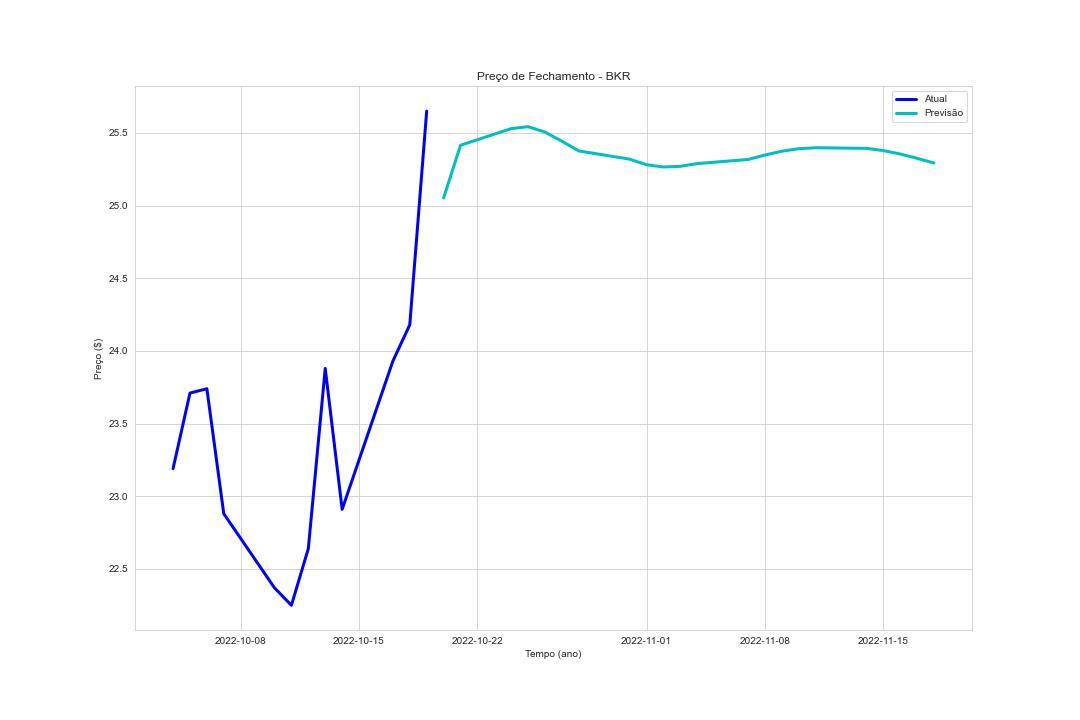 Preço de Fechamento - BKR
Atual
Previsão
25.5
25.0
24.5
24.0
23.5
23.0
22.5
Preço ($)
2022-10-08
2022-10-15
2022-10-22
2022-11-01
2022-11-08
2022-11-15
Tempo (ano)